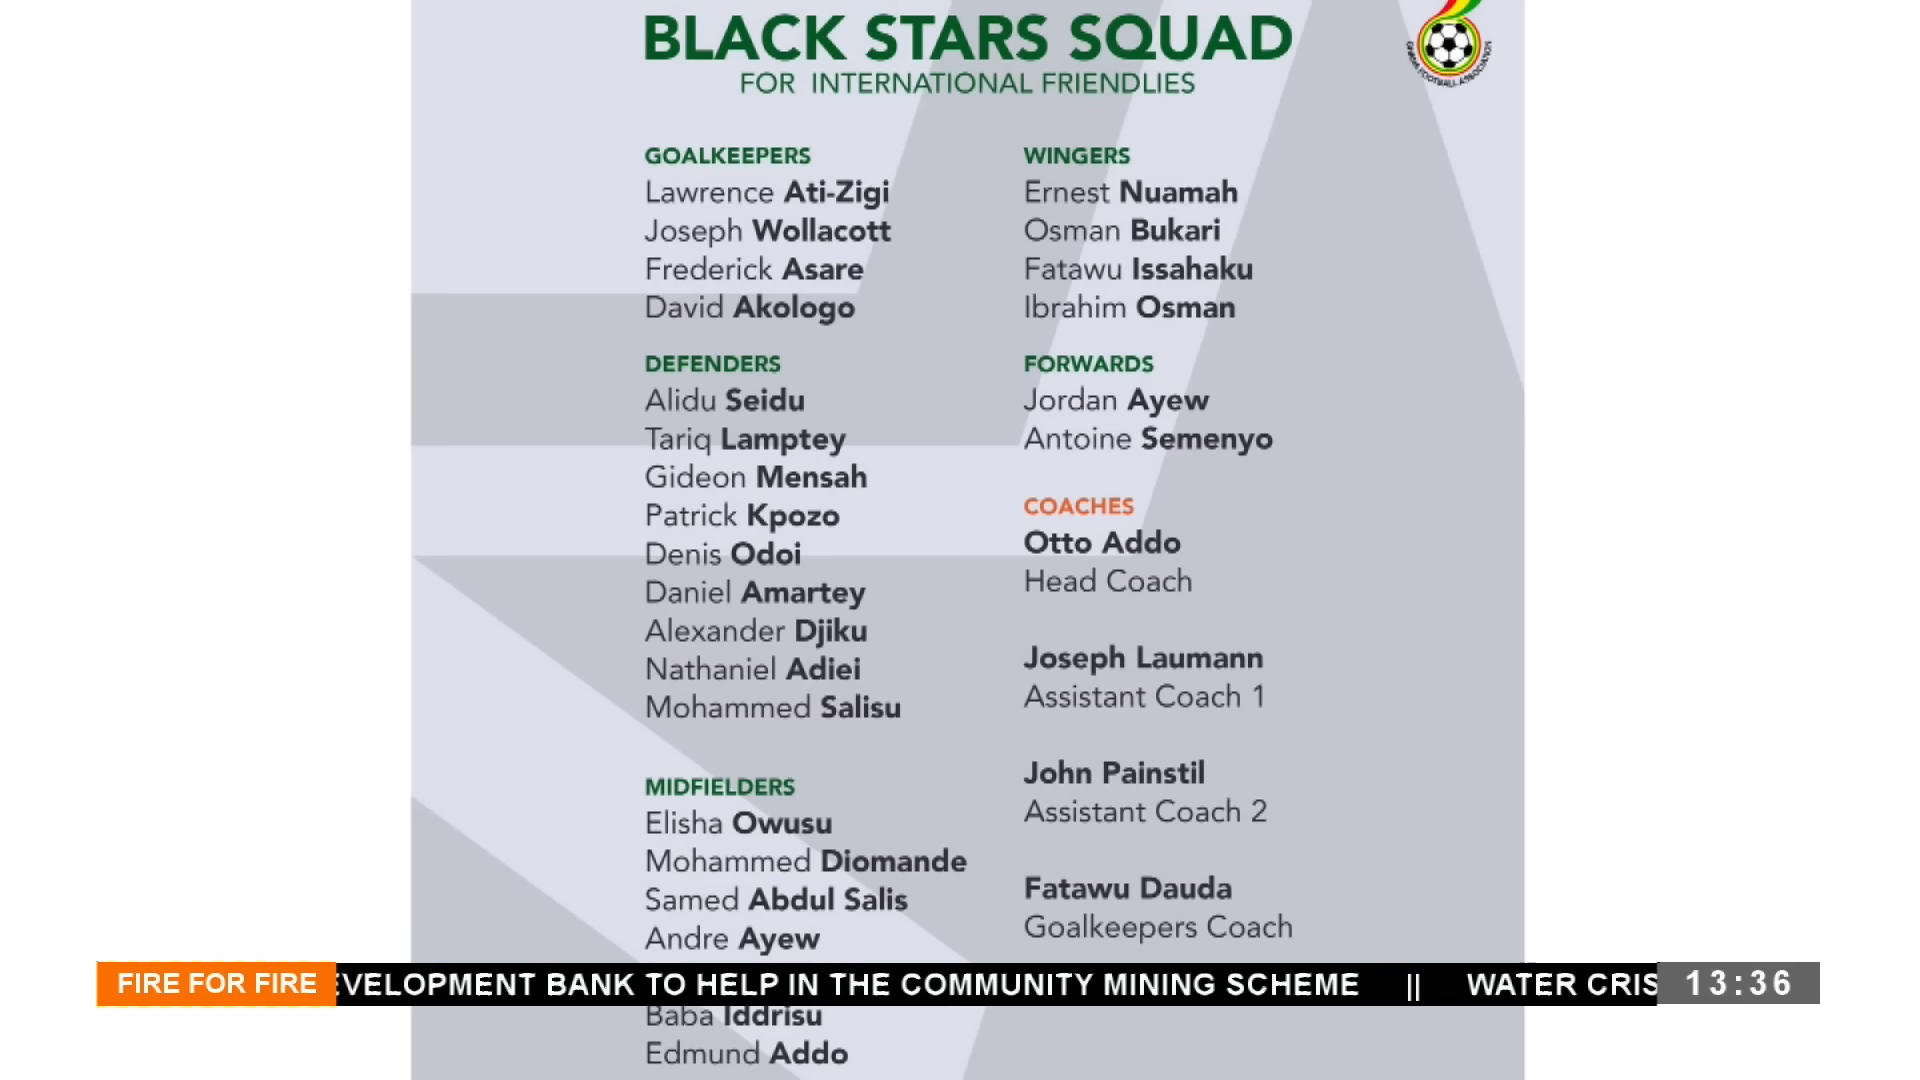 BLACK STARS SQUAD
FOR INTERNATIONAL FRIENDLIES
GHANA FOOTBALL ASSOCIATION
GOALKEEPERS
Lawrence Ati-Zigi
Joseph Wollacott
Frederick Asare
David Akologo
DEFENDERS
Alidu Seidu
Tariq Lamptey
Gideon Mensah
Patrick Kpozo
Denis Odoi
Daniel Amartey
Alexander Djiku
Nathaniel Adiei
Mohammed Salisu
MIDFIELDERS
Elisha Owusu
Mohammed Diomande
Samed Abdul Salis
Andre Ayew
Baba Iddrisu
Edmund Addo
WINGERS
Ernest Nuamah
Osman Bukari
Fatawu Issahaku
Ibrahim Osman
FORWARDS
Jordan Ayew
Antoine Semenyo
COACHES
Otto Addo
Head Coach
Joseph Laumann
Assistant Coach 1
John Painstil
Assistant Coach 2
Fatawu Dauda
Goalkeepers Coach
FIRE FOR FIRE EVELOPMENT BANK TO HELP IN THE COMMUNITY MINING SCHEME || WATER CRIS 13:36